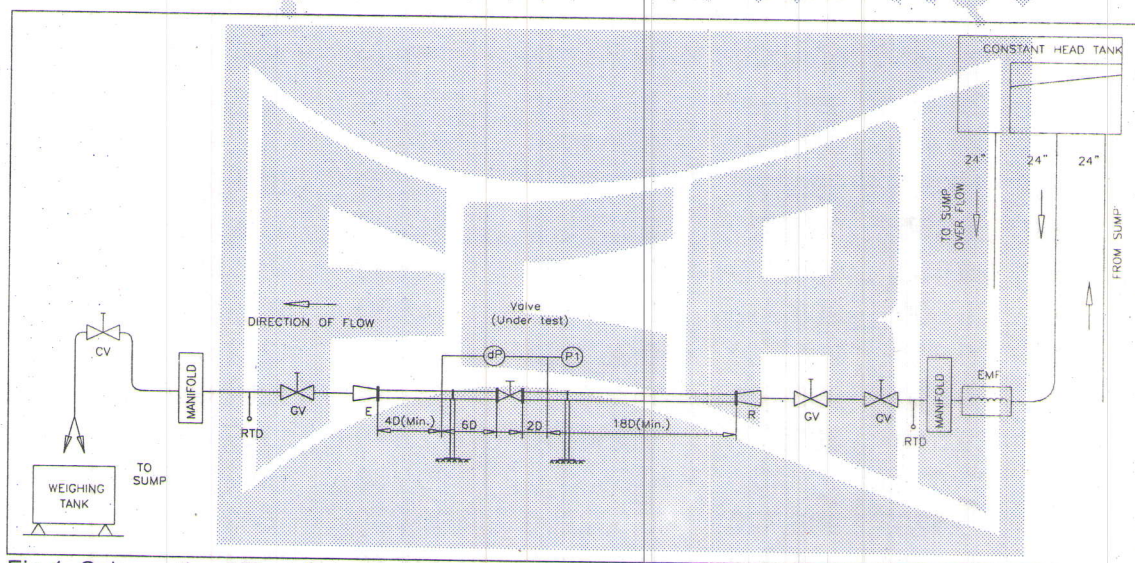 CONSTANT HEAD TANK
24"
24"
24"
TO SUMP
OVER FLOW
FROM SUMP
DIRECTION OF FLOW
Valve
(Under test)
CV
dP
P1
MANIFOLD
GV
E
R
GV
CV
MANIFOLD
EMF
RTD
4D(Min.)
6D
2D
18D(Min.)
RTD
TO
SUMP
WEIGHING
TANK